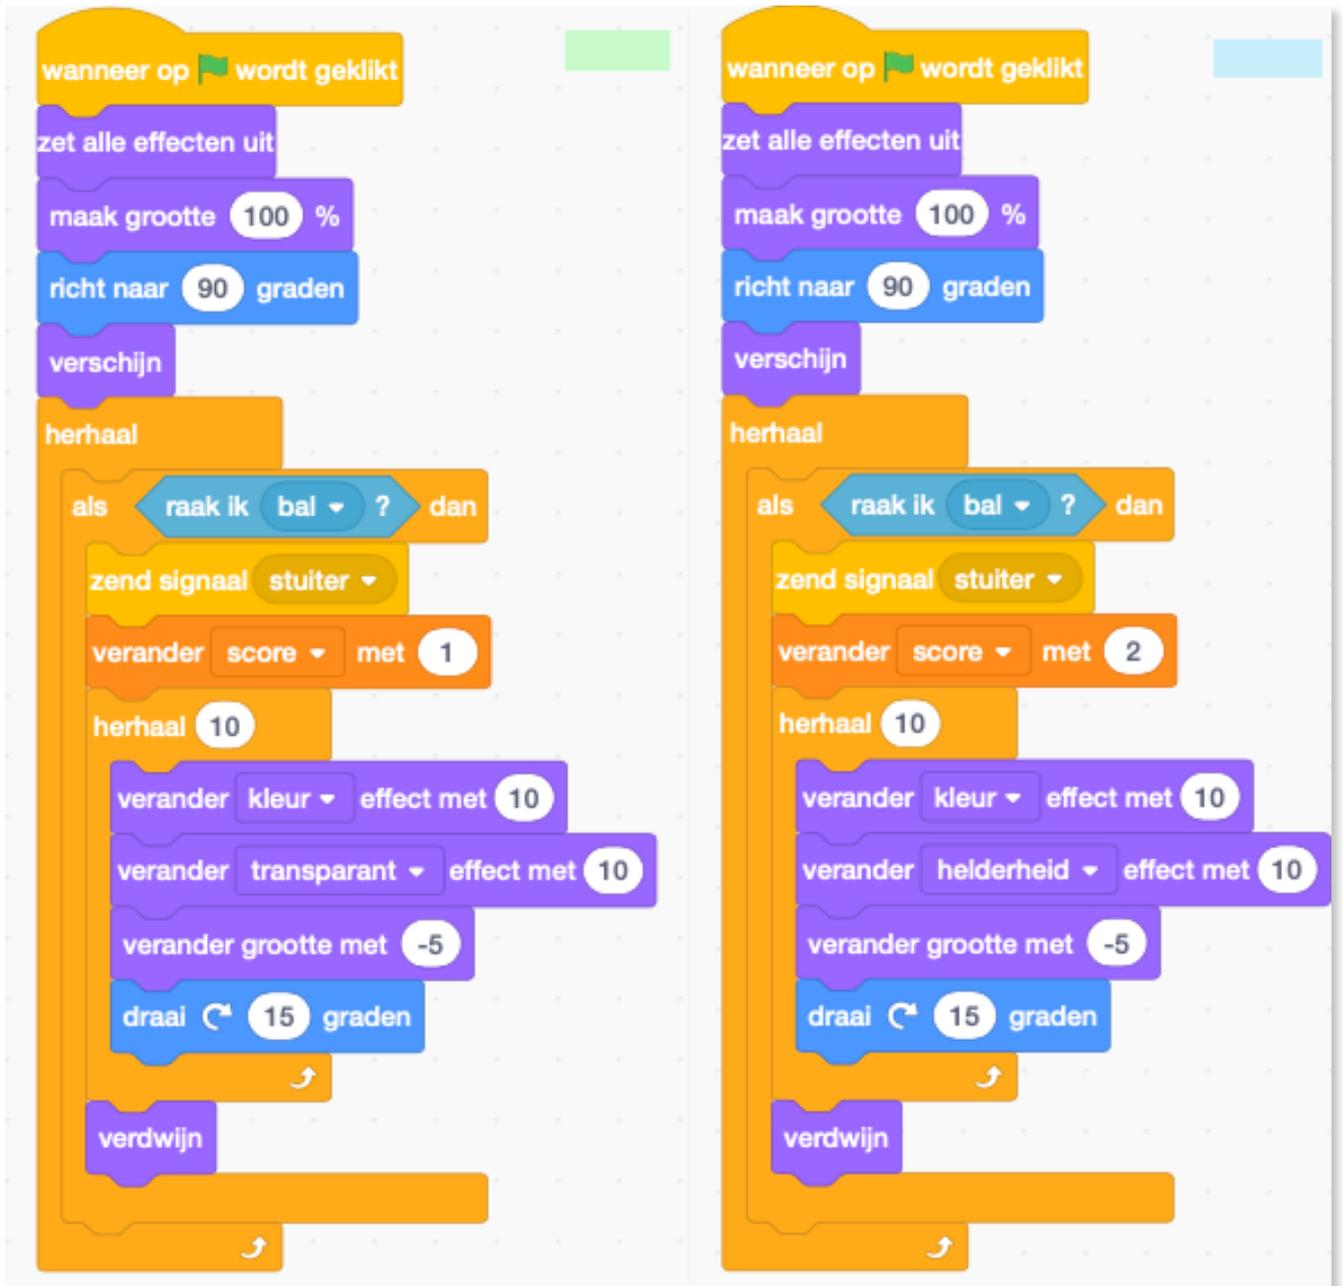 wanneer op wordt geklikt
zet alle effecten uit
maak grootte 100 %
richt naar 90 graden
verschijn
herhaal
als raak ik bal ? dan
zend signaal stuiter
verander score met 1
herhaal 10
verander kleur effect met 10
verander transparant effect met 10
verander grootte met -5
draai 15 graden
verdwijn
wanneer op wordt geklikt
zet alle effecten uit
maak grootte 100 %
richt naar 90 graden
verschijn
herhaal
als raak ik bal ? dan
zend signaal stuiter
verander score met 2
herhaal 10
verander kleur effect met 10
verander helderheid effect met 10
verander grootte met -5
draai 15 graden
verdwijn